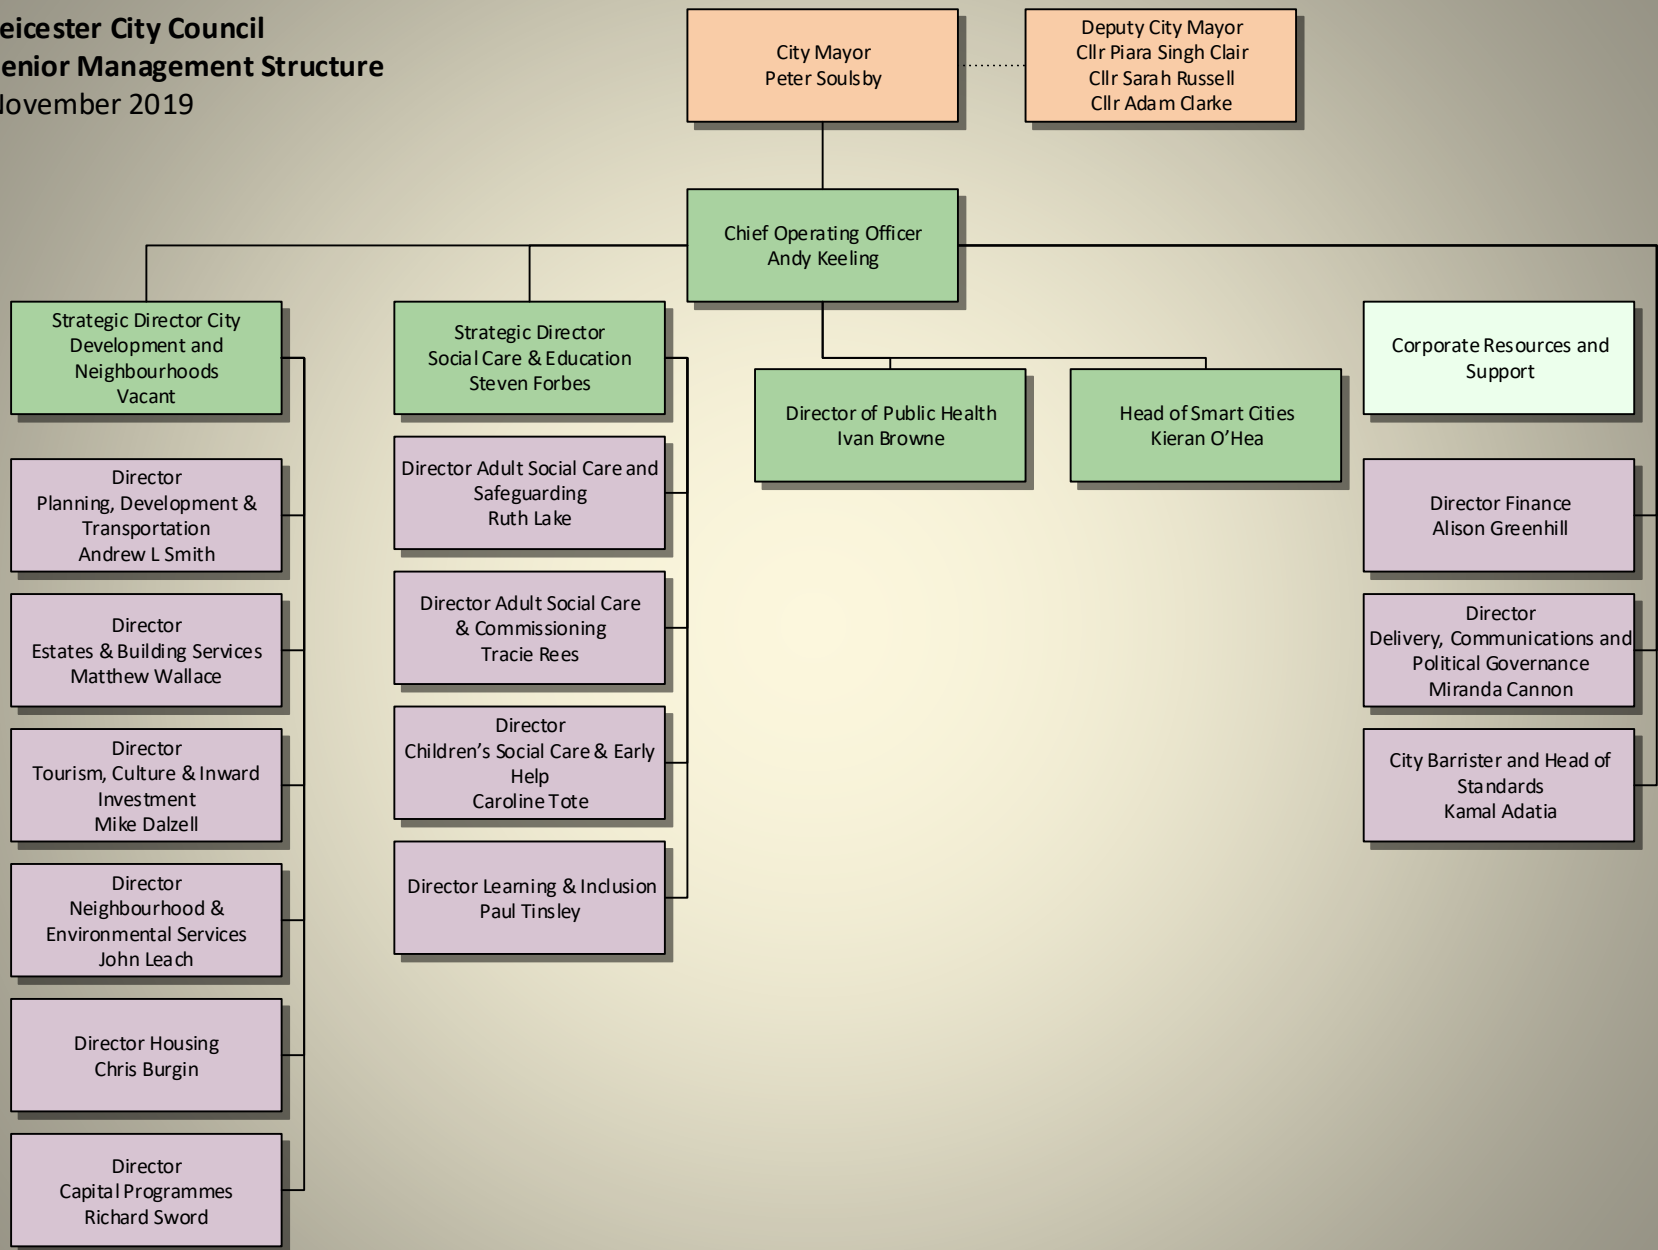 eicester City Council
enior Management Structure
November 2019
City Mayor
Peter Soulsby
Deputy City Mayor
Cllr Piara Singh Clair
Cllr Sarah Russell
Cllr Adam Clarke
Chief Operating Officer
Andy Keeling
Strategic Director City
Development and
Neighbourhoods
Vacant
Director
Planning, Development &
Transportation
Andrew L Smith
Director
Estates & Building Services
Matthew Wallace
Director
Tourism, Culture & Inward
Investment
Mike Dalzell
Director
Neighbourhood &
Environmental Services
John Leach
Director Housing
Chris Burgin
Director
Capital Programmes
Richard Sword
Strategic Director
Social Care & Education
Steven Forbes
Director Adult Social Care and
Safeguarding
Ruth Lake
Director Adult Social Care
& Commissioning
Tracie Rees
Director
Children’s Social Care & Early
Help
Caroline Tote
Director Learning & Inclusion
Paul Tinsley
Director of Public Health
Ivan Browne
Head of Smart Cities
Kieran O’Hea
Corporate Resources and
Support
Director Finance
Alison Greenhill
Director
Delivery, Communications and
Political Governance
Miranda Cannon
City Barrister and Head of
Standards
Kamal Adatia